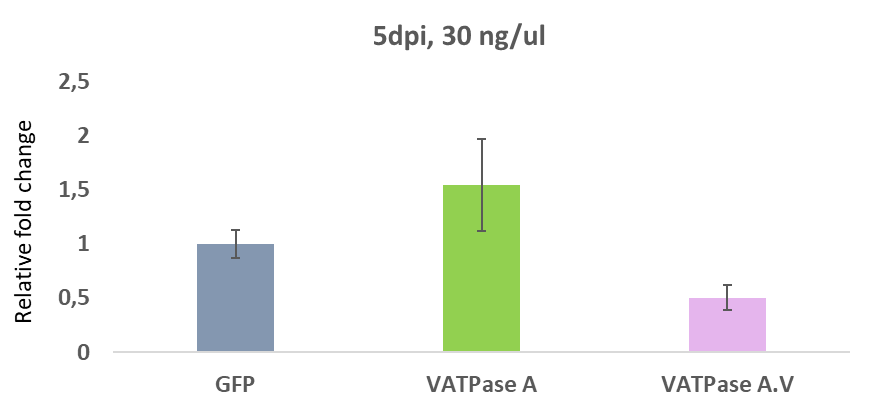 5dpi, 30 ng/ul
Relative fold change
2,5
2
1,5
1
0,5
0
GFP
VATPase A
VATPase A.V